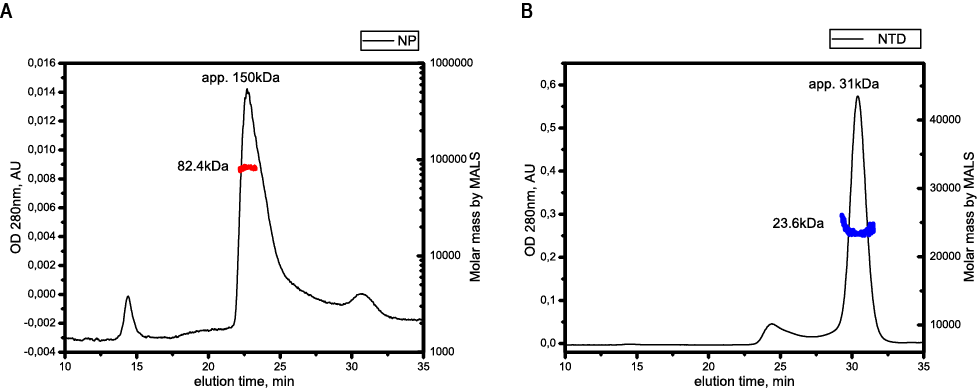 A
NP
app. 150kDa
82.4kDa
OD 280nm, AU
0,016
0,014
0,012
0,010
0,008
0,006
0,004
0,002
0,000
-0,002
-0,004
1000000
100000
10000
1000
Molar mass by MALS
10 15 20 25 30 35
elution time, min
B
NTD
app. 31kDa
23.6kDa
OD 280nm, AU
0,6
0,5
0,4
0,3
0,2
0,1
0,0
40000
30000
20000
10000
Molar mass by MALS
10 15 20 25 30 35
elution time, min